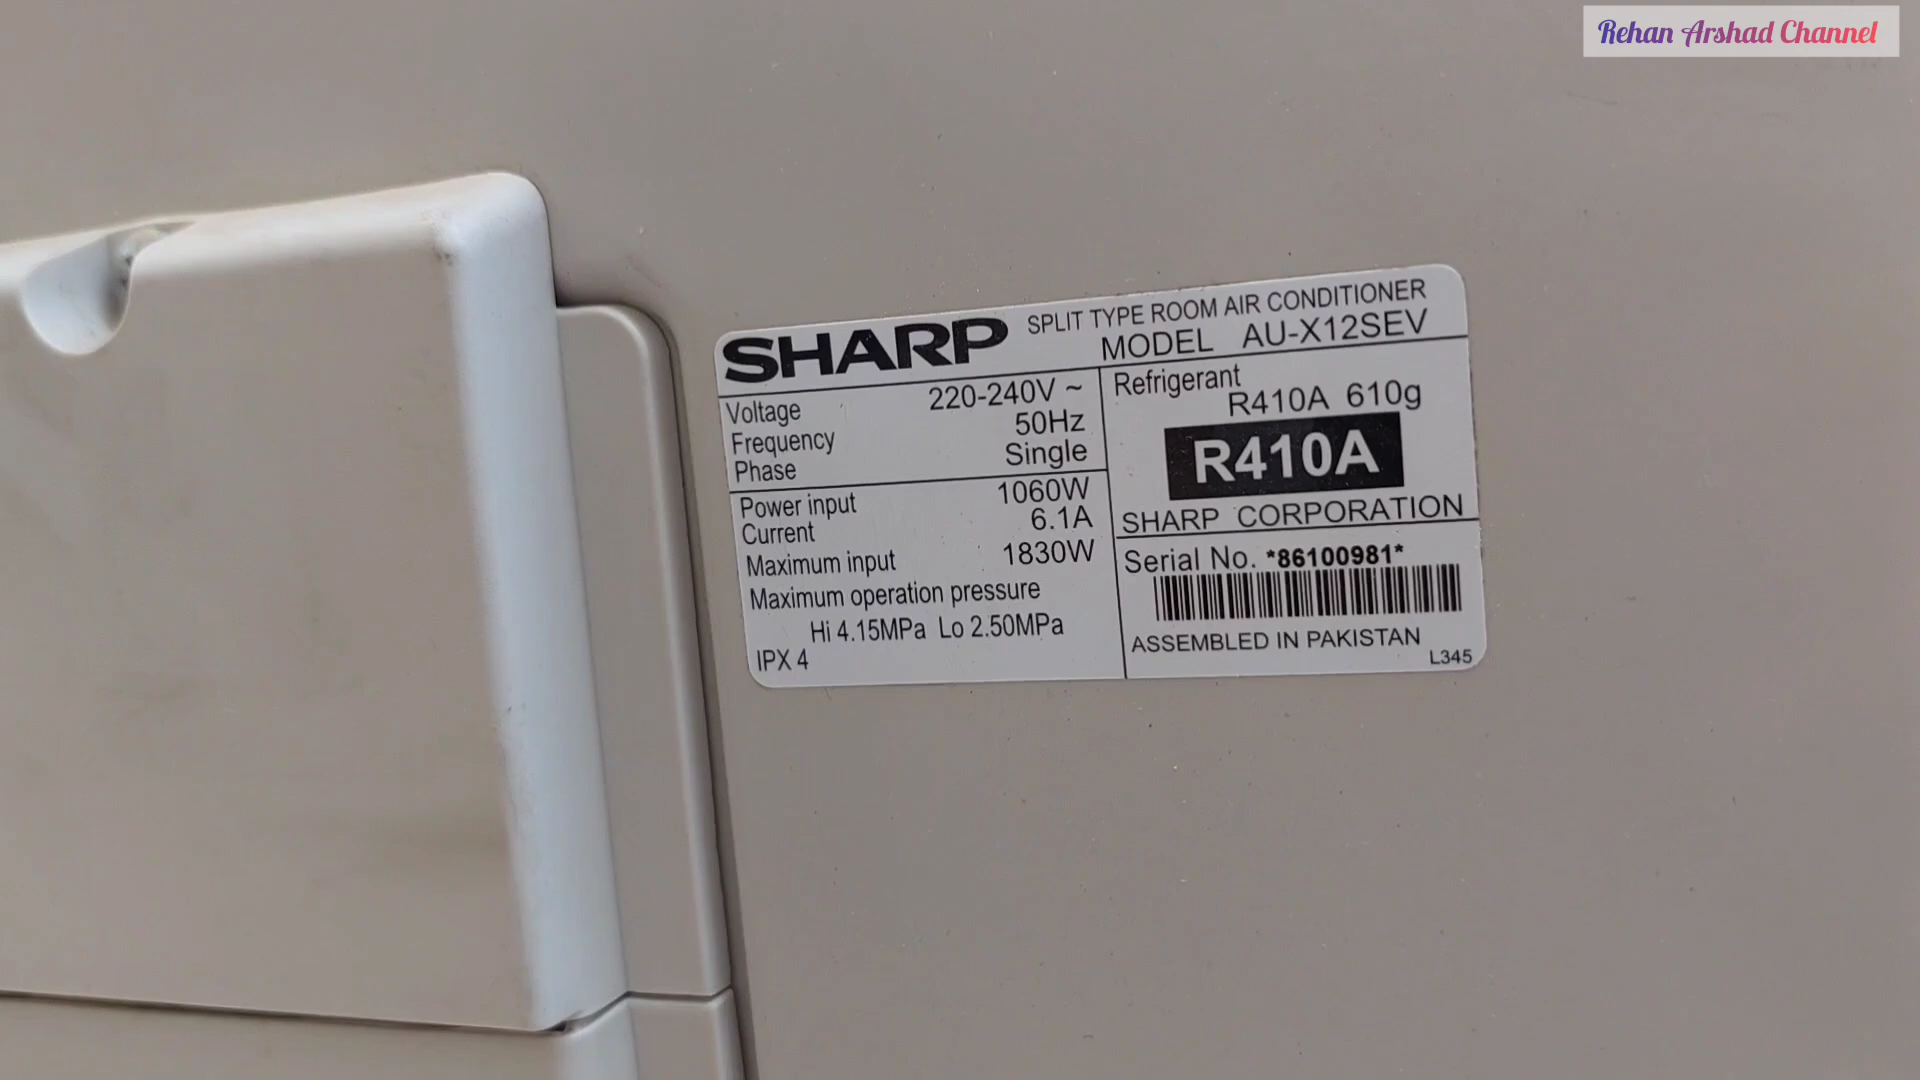 Rehan Arshad Channel
SHARP SPLIT TYPE ROOM AIR CONDITIONER
MODEL AU-X12SEV
Voltage 220-240V ~
Frequency 50Hz
Phase Single
Power input 1060W
Current 6.1A
Maximum input 1830W
Maximum operation pressure
Hi 4.15MPa Lo 2.50MPa
IPX 4
Refrigerant
R410A 610g
R410A
SHARP CORPORATION
Serial No. *86100981*
ASSEMBLED IN PAKISTAN
L345